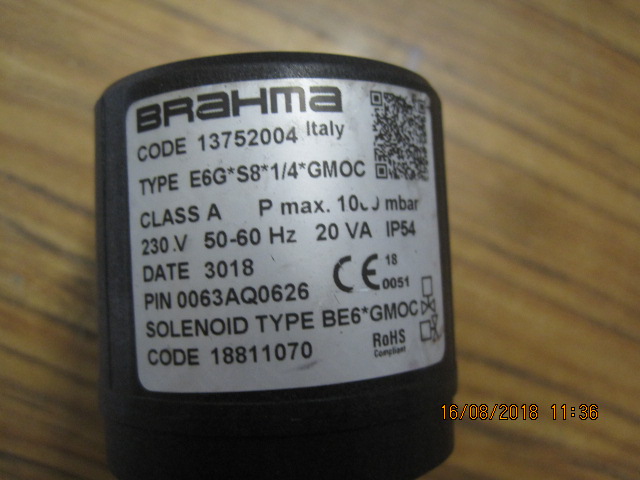 BRAHMA
CODE 13752004 Italy
TYPE E6G*S8*1/4*GMOC
CLASS A P max. mbar
230 V 50-60 Hz 20 VA IP54
DATE 3018
CE 18
0051
PIN 0063AQ0626
SOLENOID TYPE BE6*GMOC
CODE 18811070
RoHS
Compliant
16/08/2018 11:36